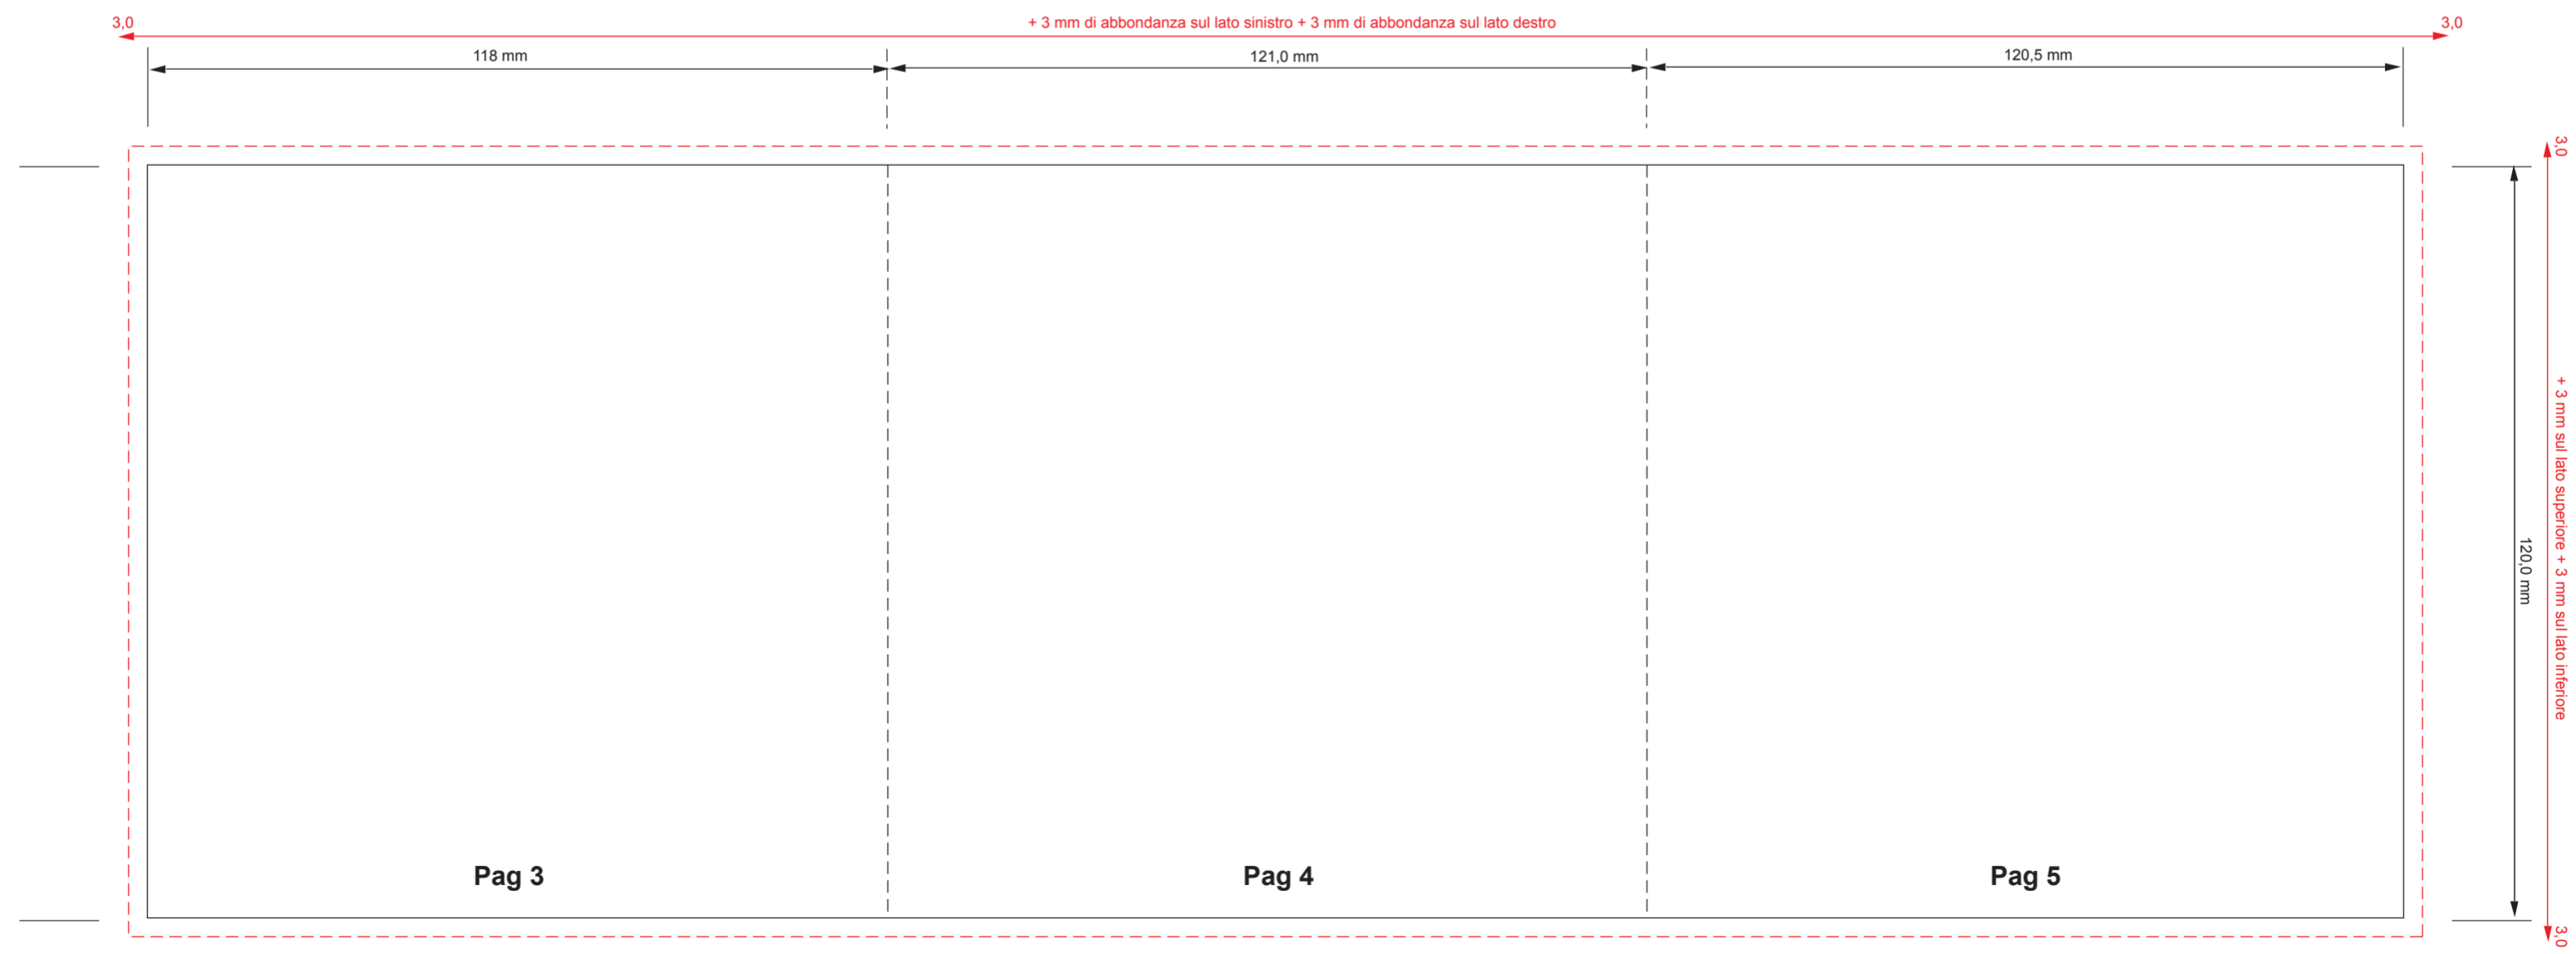 3,0
+ 3 mm di abbondanza sul lato sinistro + 3 mm di abbondanza sul lato destro
3,0
118 mm
121,0 mm
120,5 mm
3,0
+ 3 mm sul lato superiore + 3 mm sul lato inferiore
120,0 mm
Pag 3
Pag 4
Pag 5
3,0